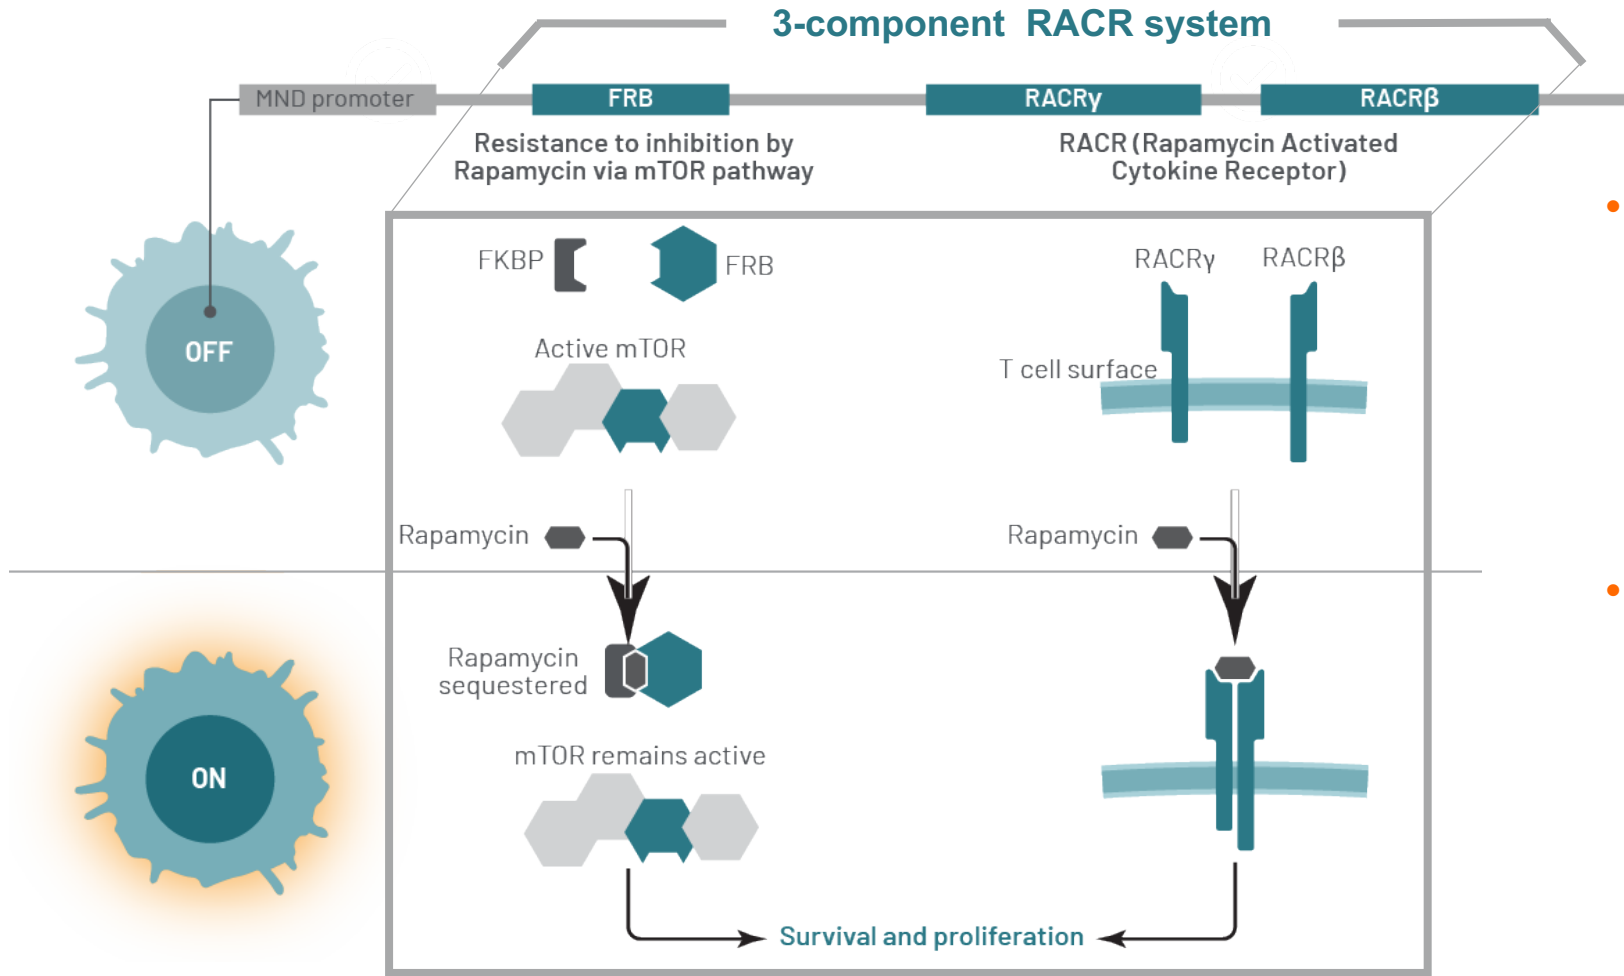 3-component RACR system
MND promoter
FRB
RACRγ
RACRβ
Resistance to inhibition by
Rapamycin via mTOR pathway
RACR (Rapamycin Activated
Cytokine Receptor)
FKBP
FRB
RACRγ
RACRβ
OFF
Active mTOR
T cell surface
Rapamycin
Rapamycin
Rapamycin
sequestered
ON
mTOR remains active
Survival and proliferation